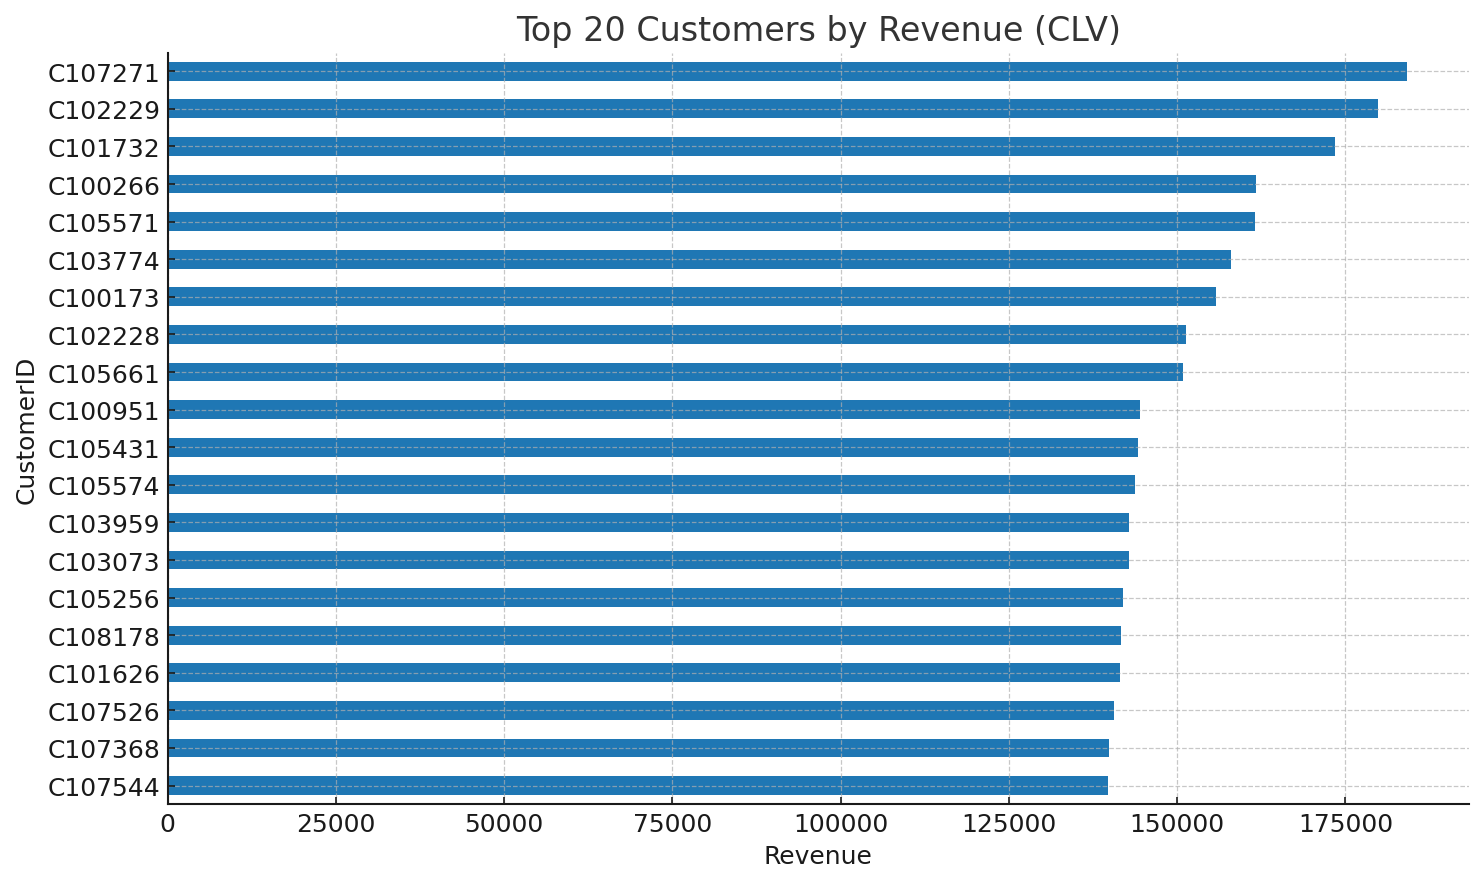 Top 20 Customers by Revenue (CLV)
C107271
C102229
C101732
C100266
C105571
C103774
C100173
C102228
C105661
C100951
C105431
C105574
C103959
C103073
C105256
C108178
C101626
C107526
C107368
C107544
CustomerID
0 25000 50000 75000 100000 125000 150000 175000
Revenue